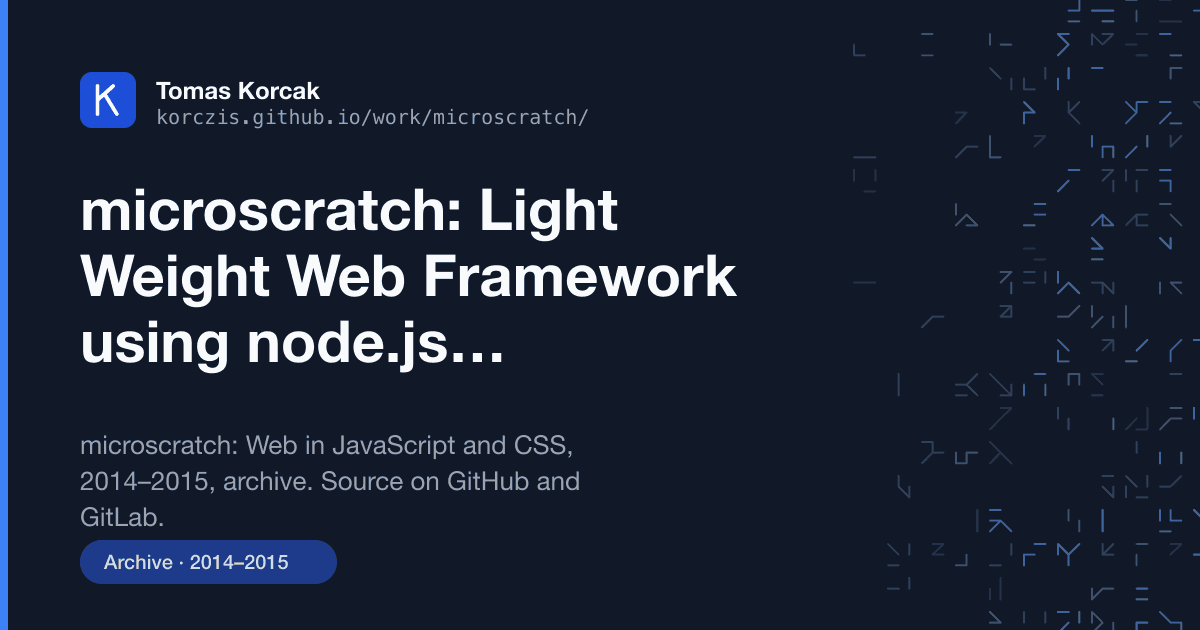 K
Tomas Korcak
korczis.github.io/work/microscratch/
microscratch: Light
Weight Web Framework
using node.js…
microscratch: Web in JavaScript and CSS,
2014–2015, archive. Source on GitHub and
GitLab.
Archive · 2014–2015